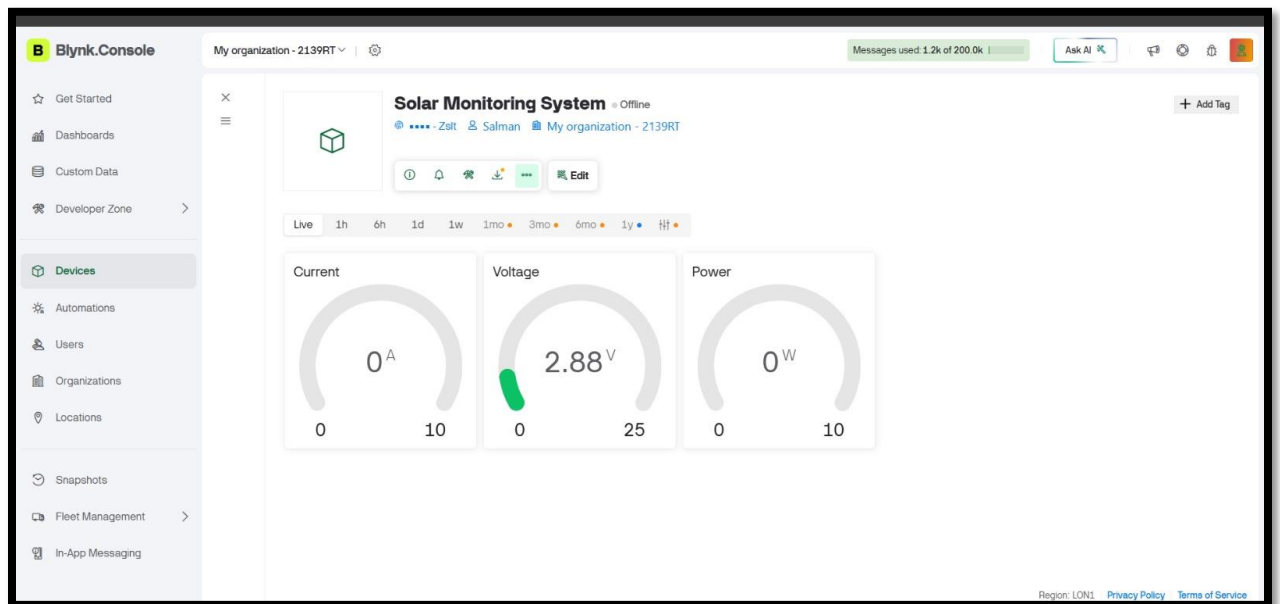 B Blynk.Console
My organization - 2139RT
Messages used: 1.2k of 200.0k
Ask AI
Get Started
Dashboards
Custom Data
Developer Zone
Devices
Automations
Users
Organizations
Locations
Snapshots
Fleet Management
In-App Messaging
Solar Monitoring System Offline
•••• - Zslt Salman My organization - 2139RT
+ Add Tag
Edit
Live 1h 6h 1d 1w 1mo 3mo 6mo 1y
Current
0 A
0 10
Voltage
2.88 V
0 25
Power
0 W
0 10
Region: LON1 Privacy Policy Terms of Service